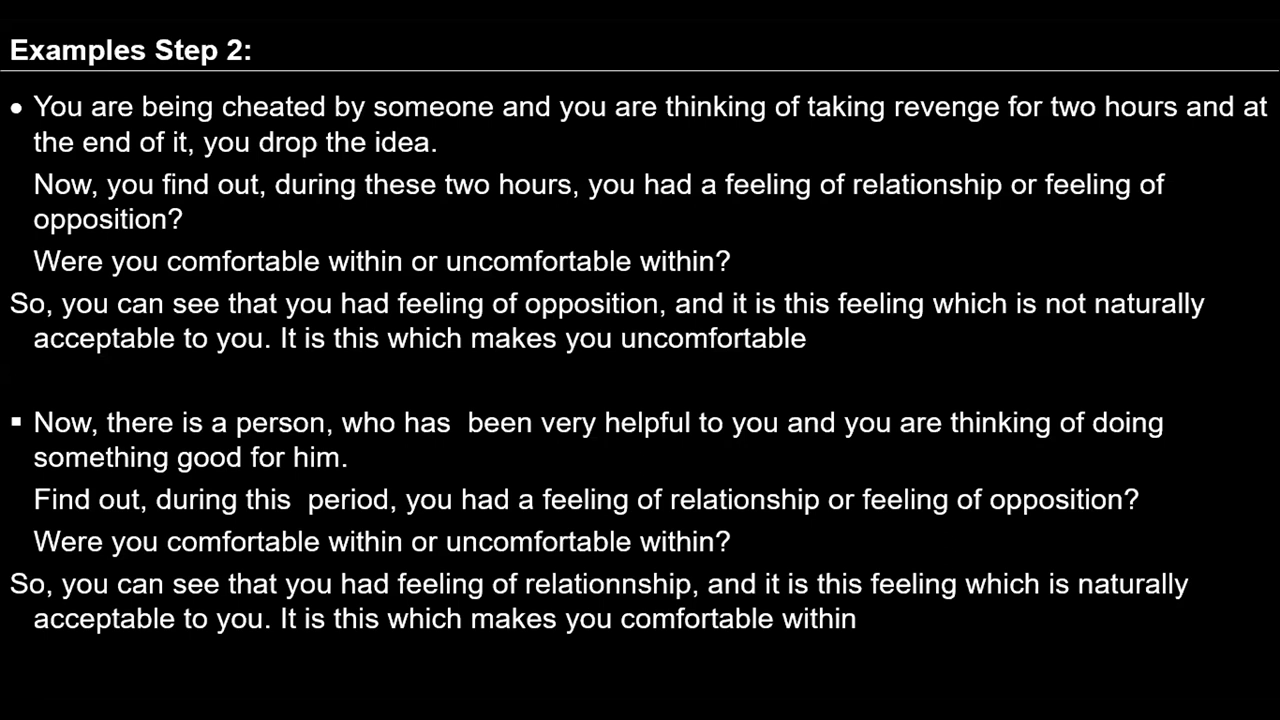 Examples Step 2:
• You are being cheated by someone and you are thinking of taking revenge for two hours and at
the end of it, you drop the idea.
Now, you find out, during these two hours, you had a feeling of relationship or feeling of
opposition?
Were you comfortable within or uncomfortable within?
So, you can see that you had feeling of opposition, and it is this feeling which is not naturally
acceptable to you. It is this which makes you uncomfortable
▪ Now, there is a person, who has  been very helpful to you and you are thinking of doing
something good for him.
Find out, during this  period, you had a feeling of relationship or feeling of opposition?
Were you comfortable within or uncomfortable within?
So, you can see that you had feeling of relationnship, and it is this feeling which is naturally
acceptable to you. It is this which makes you comfortable within